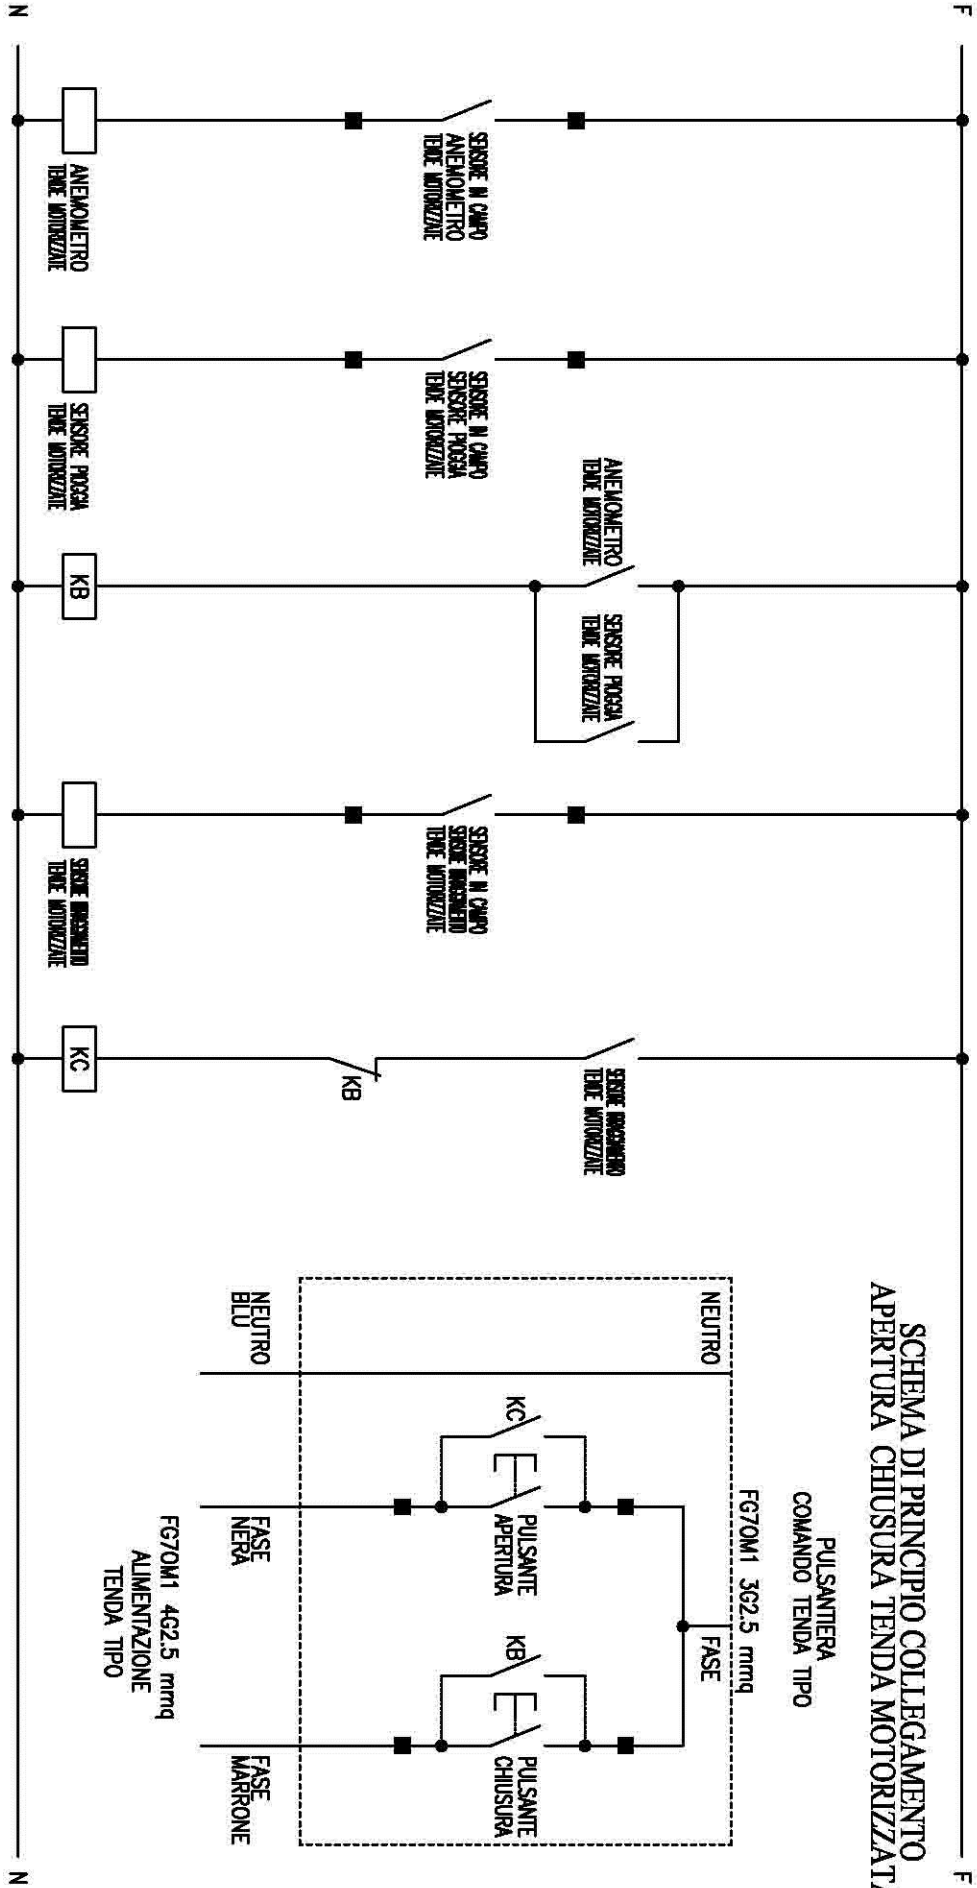 F
F
N
N
SENSORE IN CAMPO
ANEMOMETRO
TENDE MOTORIZZATE
ANEMOMETRO
TENDE MOTORIZZATE
SENSORE IN CAMPO
SENSORE PIOGGIA
TENDE MOTORIZZATE
SENSORE PIOGGIA
TENDE MOTORIZZATE
ANEMOMETRO
TENDE MOTORIZZATE
SENSORE PIOGGIA
TENDE MOTORIZZATE
KB
SENSORE IN CAMPO
SENSORE
TENDE MOTORIZZATE
SENSORE
TENDE MOTORIZZATE
SENSORE
TENDE MOTORIZZATE
KB
KC
SCHEMA DI PRINCIPIO COLLEGAMENTO
APERTURA CHIUSURA TENDA MOTORIZZATA
PULSANTIERA
COMANDO TENDA TIPO
FG7OM1 3G2.5 mmq
NEUTRO
FASE
KC
PULSANTE
APERTURA
KB
PULSANTE
CHIUSURA
NEUTRO
BLU
FASE
NERA
FASE
MARRONE
FG7OM1 4G2.5 mmq
ALIMENTAZIONE
TENDA TIPO